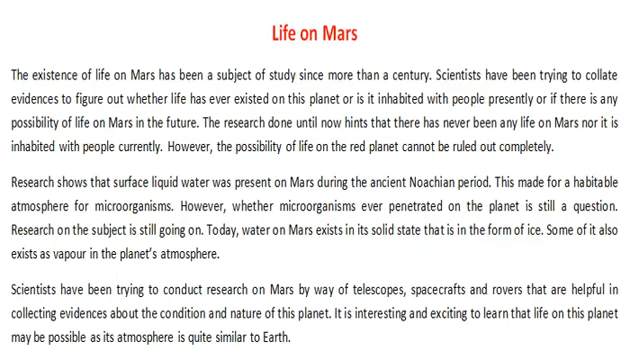 Life on Mars
The existence of life on Mars has been a subject of study since more than a century. Scientists have been trying to collate
evidences to figure out whether life has ever existed on this planet or is it inhabited with people presently or if there is any
possibility of life on Mars in the future. The research done until now hints that there has never been any life on Mars nor it is
inhabited with people currently. However, the possibility of life on the red planet cannot be ruled out completely.
Research shows that surface liquid water was present on Mars during the ancient Noachian period. This made for a habitable
atmosphere for microorganisms. However, whether microorganisms ever penetrated on the planet is still a question.
Research on the subject is still going on. Today, water on Mars exists in its solid state that is in the form of ice. Some of it also
exists as vapour in the planet's atmosphere.
Scientists have been trying to conduct research on Mars by way of telescopes, spacecrafts and rovers that are helpful in
collecting evidences about the condition and nature of this planet. It is interesting and exciting to learn that life on this planet
may be possible as its atmosphere is quite similar to Earth.